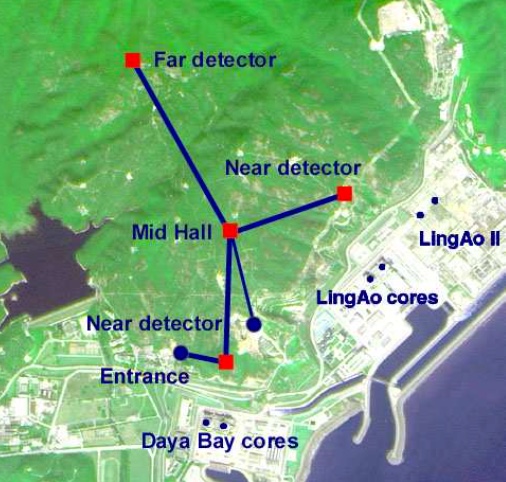 Far detector
Near detector
Mid Hall
LingAo II
LingAo cores
Near detector
Entrance
Daya Bay cores